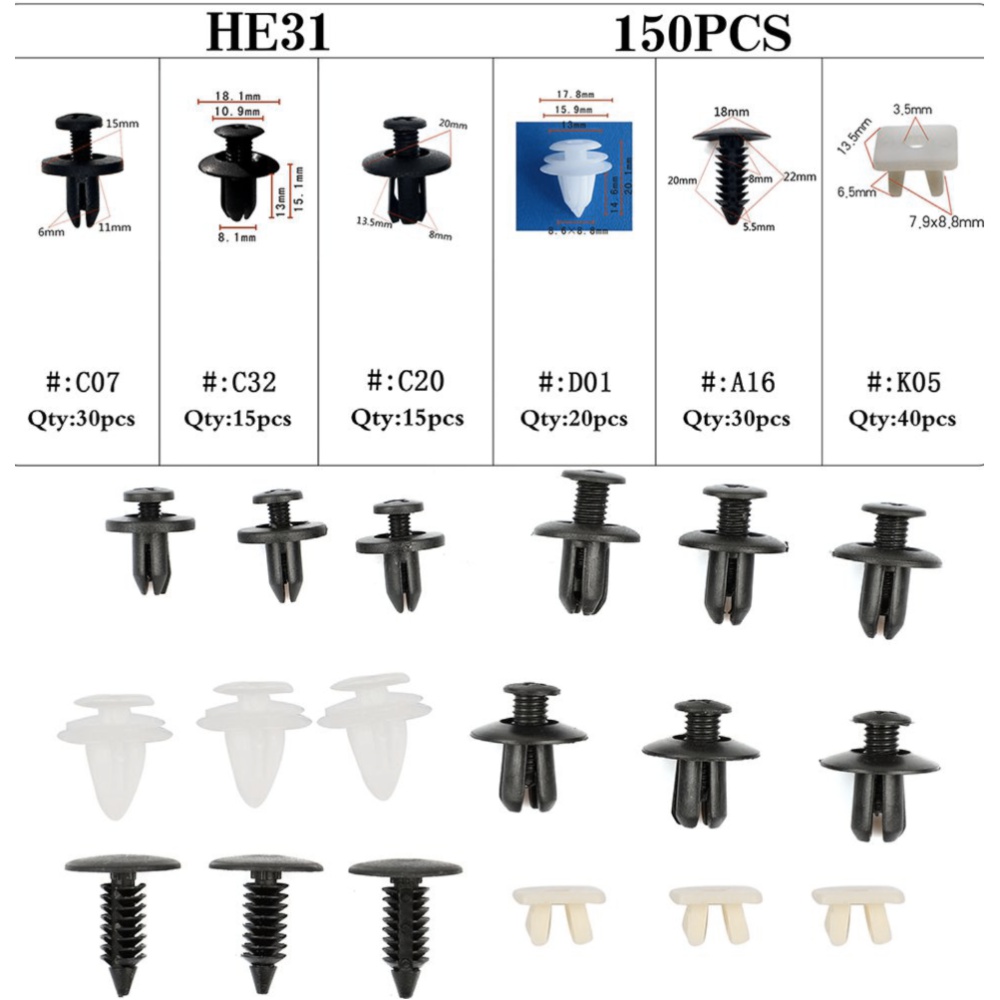 HE31
150PCS
15mm
6mm
11mm
18.1mm
10.9mm
13mm
15.1mm
8.1mm
20mm
13.5mm
8mm
17.8mm
15.9mm
13mm
14.6mm
20.1mm
8.6×8.8mm
18mm
20mm
8mm
22mm
5.5mm
3.5mm
13.5mm
6.5mm
7.9x8.8mm
#:C07
#:C32
#:C20
#:D01
#:A16
#:K05
Qty:30pcs
Qty:15pcs
Qty:15pcs
Qty:20pcs
Qty:30pcs
Qty:40pcs